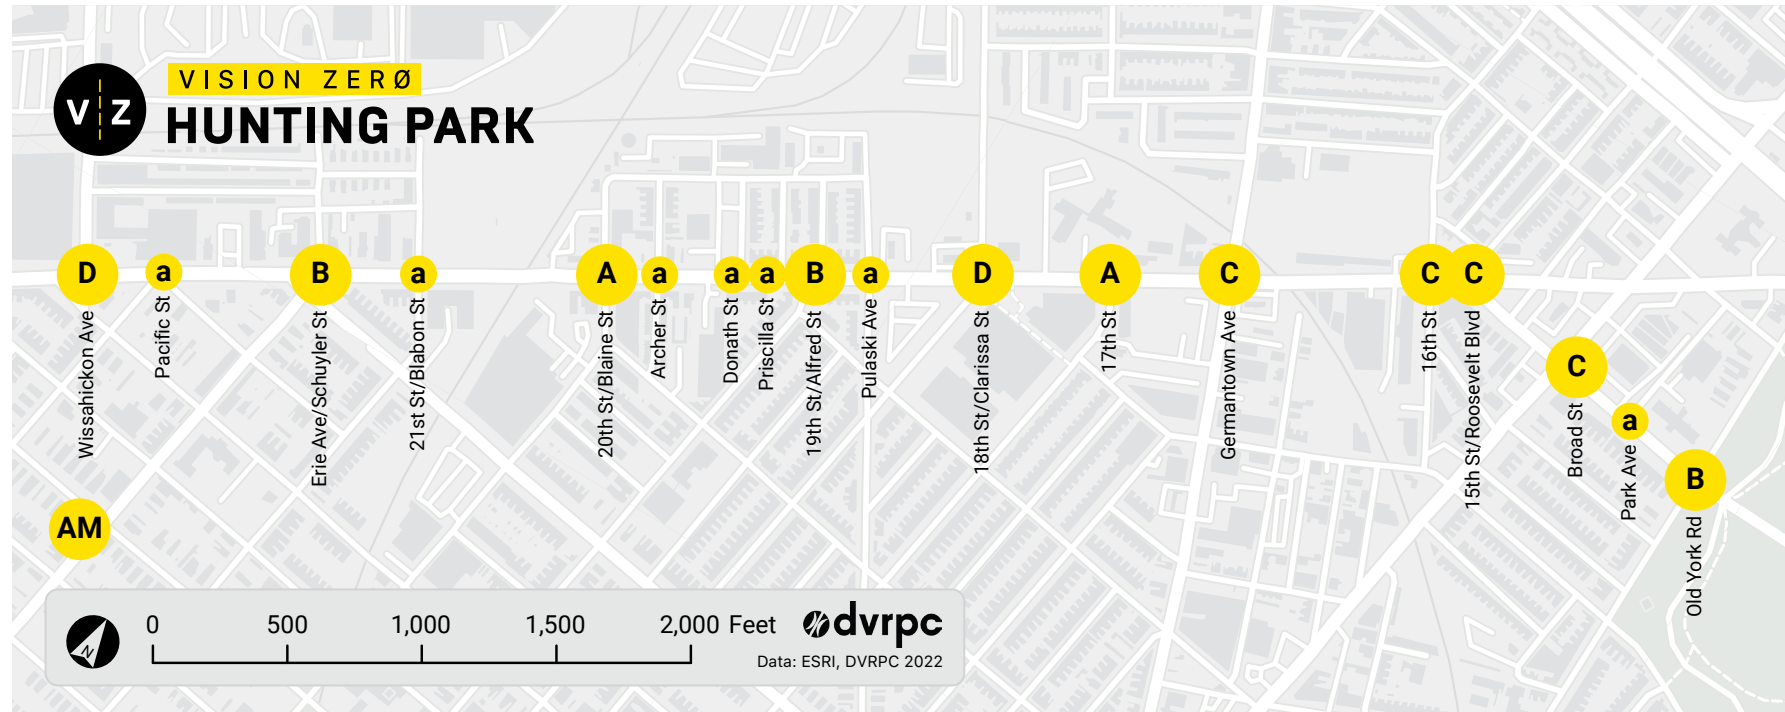 V Z
VISION ZERØ
HUNTING PARK
D
a
B
a
A
a
a
a
B
a
D
A
C
C
C
C
a
B
AM
Wissahickon Ave
Pacific St
Erie Ave/Schuyler St
21st St/Blabon St
20th St/Blaine St
Archer St
Donath St
Priscilla St
19th St/Alfred St
Pulaski Ave
18th St/Clarissa St
17th St
Germantown Ave
16th St
15th St/Roosevelt Blvd
Broad St
Park Ave
Old York Rd
N
0 500 1,000 1,500 2,000 Feet
dvrpc
Data: ESRI, DVRPC 2022